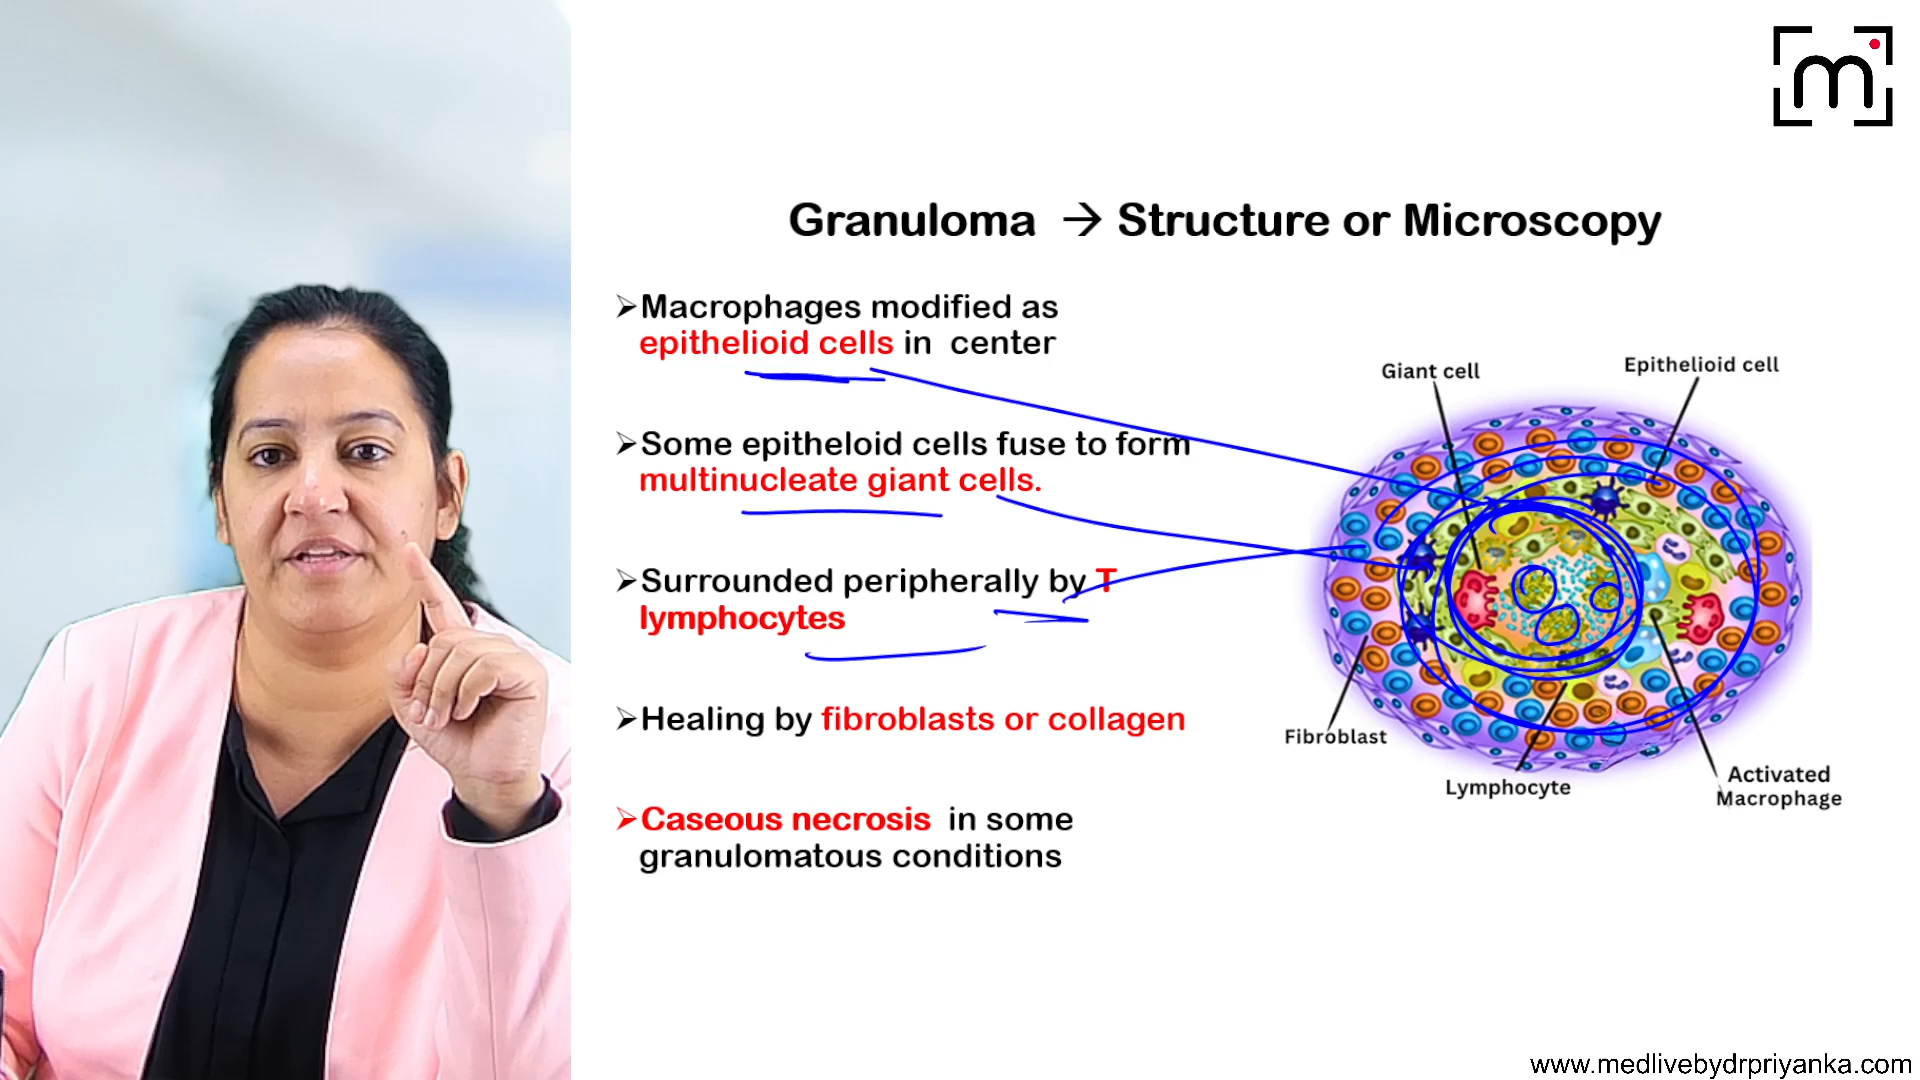 m
Granuloma → Structure or Microscopy
➢Macrophages modified as
epithelioid cells in center
➢Some epitheloid cells fuse to form
multinucleate giant cells.
➢Surrounded peripherally by T
lymphocytes
➢Healing by fibroblasts or collagen
➢Caseous necrosis in some
granulomatous conditions
Giant cell
Epithelioid cell
Fibroblast
Lymphocyte
Activated
Macrophage
www.medlivebydrpriyanka.com